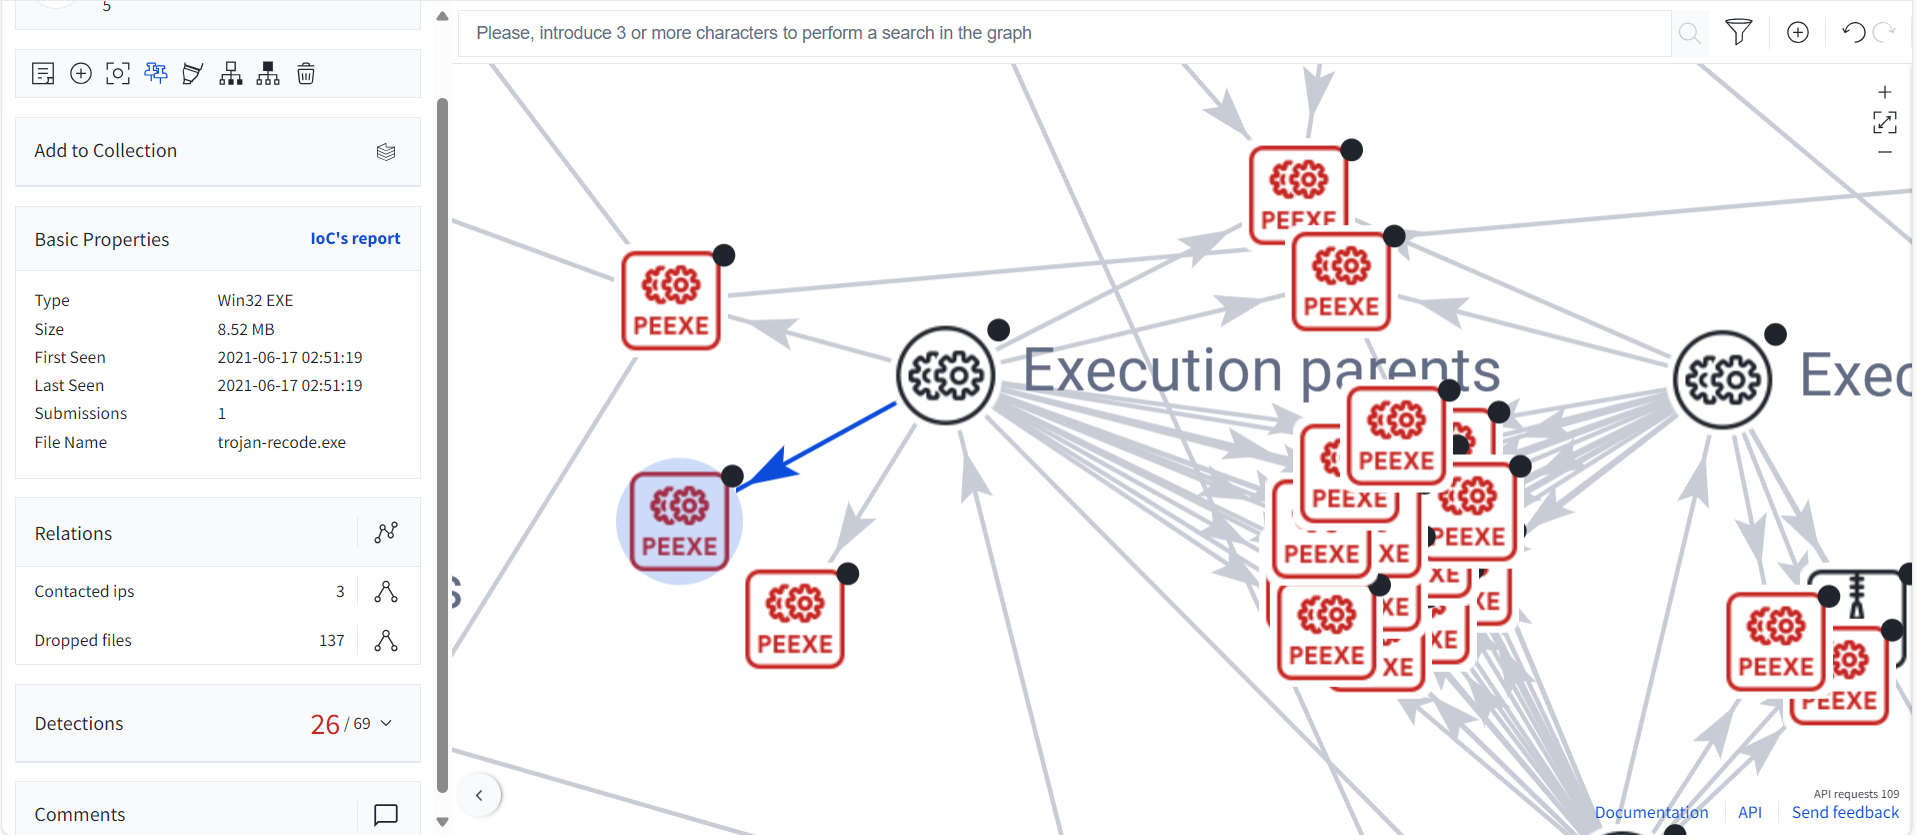 5
Please, introduce 3 or more characters to perform a search in the graph
Add to Collection
Basic Properties
IoC's report
Type Win32 EXE
Size 8.52 MB
First Seen 2021-06-17 02:51:19
Last Seen 2021-06-17 02:51:19
Submissions 1
File Name trojan-recode.exe
Relations
Contacted ips 3
Dropped files 137
Detections 26 / 69
Comments
PEEXE
PEEXE
PEEXE
Execution parents
Exec
PEEXE
PEEXE
PEEXE
PEEXE
PEEXE
XE
XE
PEEXE
XE
XE
XE
PEEXE
XE
PEEXE
PEEXE
PEEXE
s
API requests 109
Documentation
API
Send feedback